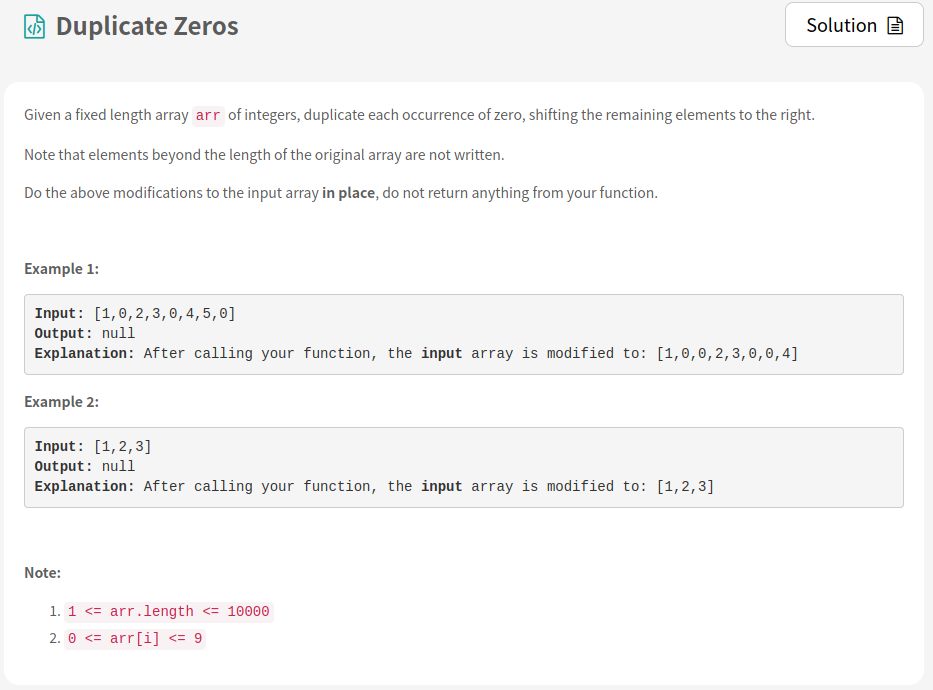 Duplicate Zeros
Solution
Given a fixed length array arr of integers, duplicate each occurrence of zero, shifting the remaining elements to the right.
Note that elements beyond the length of the original array are not written.
Do the above modifications to the input array in place, do not return anything from your function.
Example 1:
Input: [1,0,2,3,0,4,5,0]
Output: null
Explanation: After calling your function, the input array is modified to: [1,0,0,2,3,0,0,4]
Example 2:
Input: [1,2,3]
Output: null
Explanation: After calling your function, the input array is modified to: [1,2,3]
Note:
1. 1 <= arr.length <= 10000
2. 0 <= arr[i] <= 9